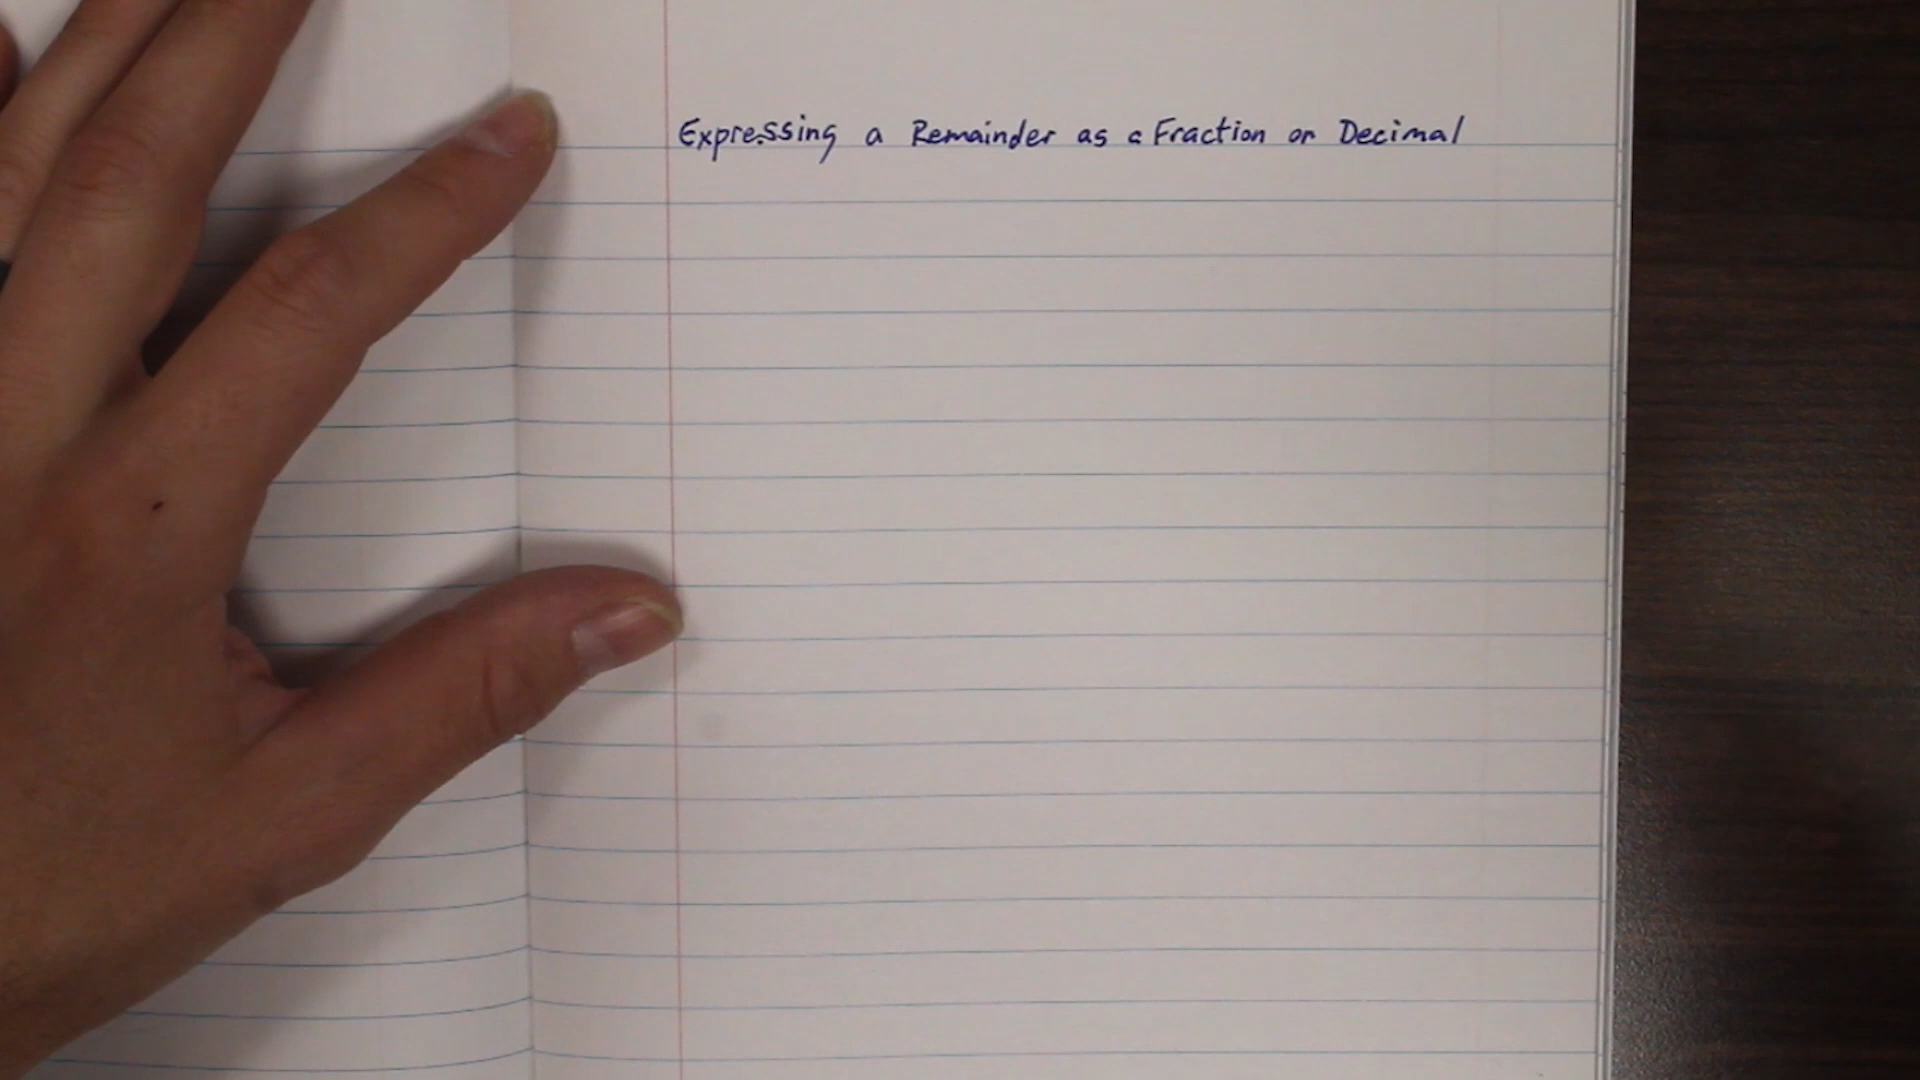 Expressing a Remainder as a Fraction or Decimal